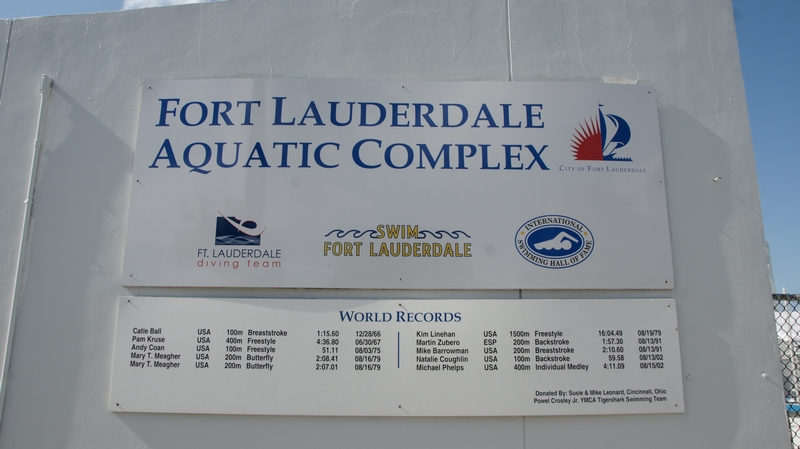 FORT LAUDERDALE
AQUATIC COMPLEX
CITY OF FORT LAUDERDALE
FT. LAUDERDALE
diving team
SWIM
FORT LAUDERDALE
INTERNATIONAL
SWIMMING HALL OF FAME
WORLD RECORDS
Catie Ball USA 100m Breaststroke 1:15.60 12/28/66
Pam Kruse USA 400m Freestyle 4:36.80 06/30/67
Andy Coan USA 100m Freestyle 51.11 08/03/75
Mary T. Meagher USA 200m Butterfly 2:08.41 08/16/79
Mary T. Meagher USA 200m Butterfly 2:07.01 08/16/79
Kim Linehan USA 1500m Freestyle 16:04.49 08/19/79
Martin Zubero ESP 200m Backstroke 1:57.30 08/13/91
Mike Barrowman USA 200m Breaststroke 2:10.60 08/13/91
Natalie Coughlin USA 100m Backstroke 59.58 08/13/02
Michael Phelps USA 400m Individual Medley 4:11.09 08/15/02
Donated By: Susie & Mike Leonard, Cincinnati, Ohio
Powel Crosley Jr. YMCA Tigershark Swimming Team